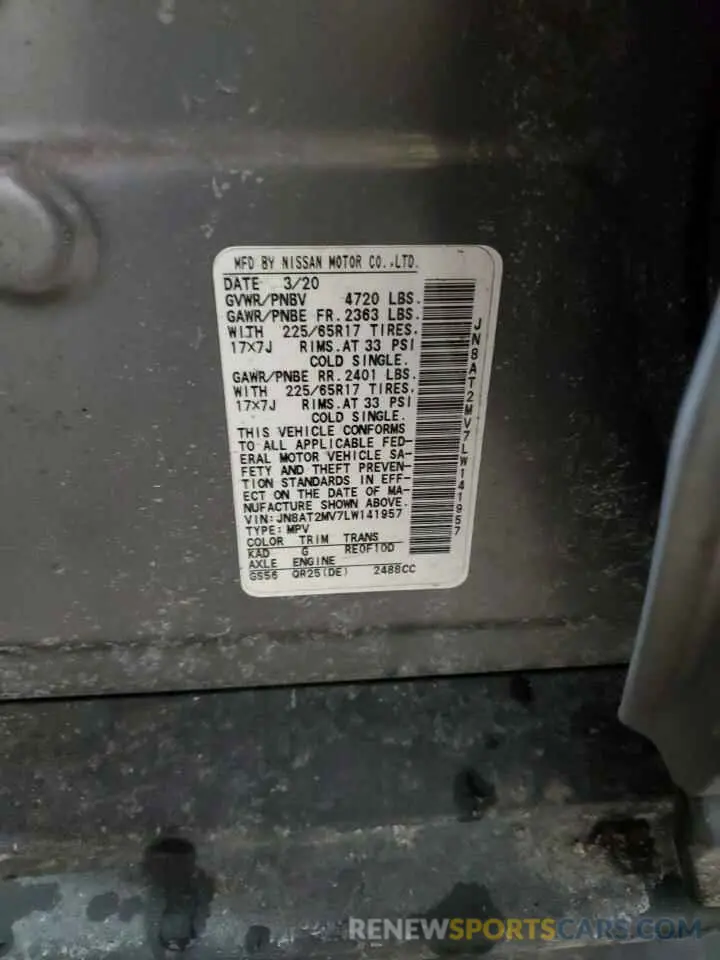 MFD BY NISSAN MOTOR CO.,LTD.
DATE 3/20
GVWR/PNBV 4720 LBS.
GAWR/PNBE FR. 2363 LBS.
WITH 225/65R17 TIRES.
17X7J RIMS.AT 33 PSI
COLD SINGLE.
GAWR/PNBE RR. 2401 LBS.
WITH 225/65R17 TIRES.
17X7J RIMS.AT 33 PSI
COLD SINGLE.
THIS VEHICLE CONFORMS
TO ALL APPLICABLE FED-
ERAL MOTOR VEHICLE SA-
FETY AND THEFT PREVEN-
TION STANDARDS IN EFF-
ECT ON THE DATE OF MA-
NUFACTURE SHOWN ABOVE.
VIN: JN8AT2MV7LW141957
TYPE: MPV
COLOR TRIM TRANS
KAD G RE0F10D
AXLE ENGINE
GS56 QR25(DE) 2488CC
JN8AT2MV7LW141957
RENEWSPORTSCARS.COM